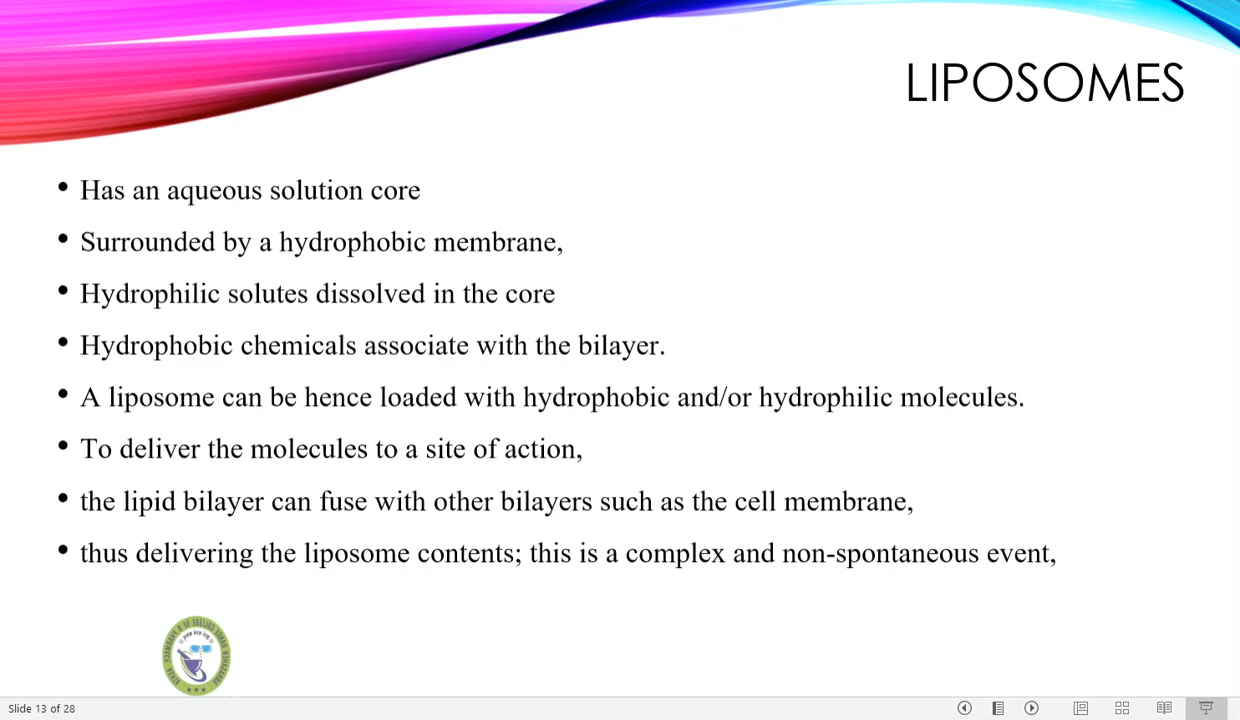 LIPOSOMES
• Has an aqueous solution core
• Surrounded by a hydrophobic membrane,
• Hydrophilic solutes dissolved in the core
• Hydrophobic chemicals associate with the bilayer.
• A liposome can be hence loaded with hydrophobic and/or hydrophilic molecules.
• To deliver the molecules to a site of action,
• the lipid bilayer can fuse with other bilayers such as the cell membrane,
• thus delivering the liposome contents; this is a complex and non-spontaneous event,
Slide 13 of 28